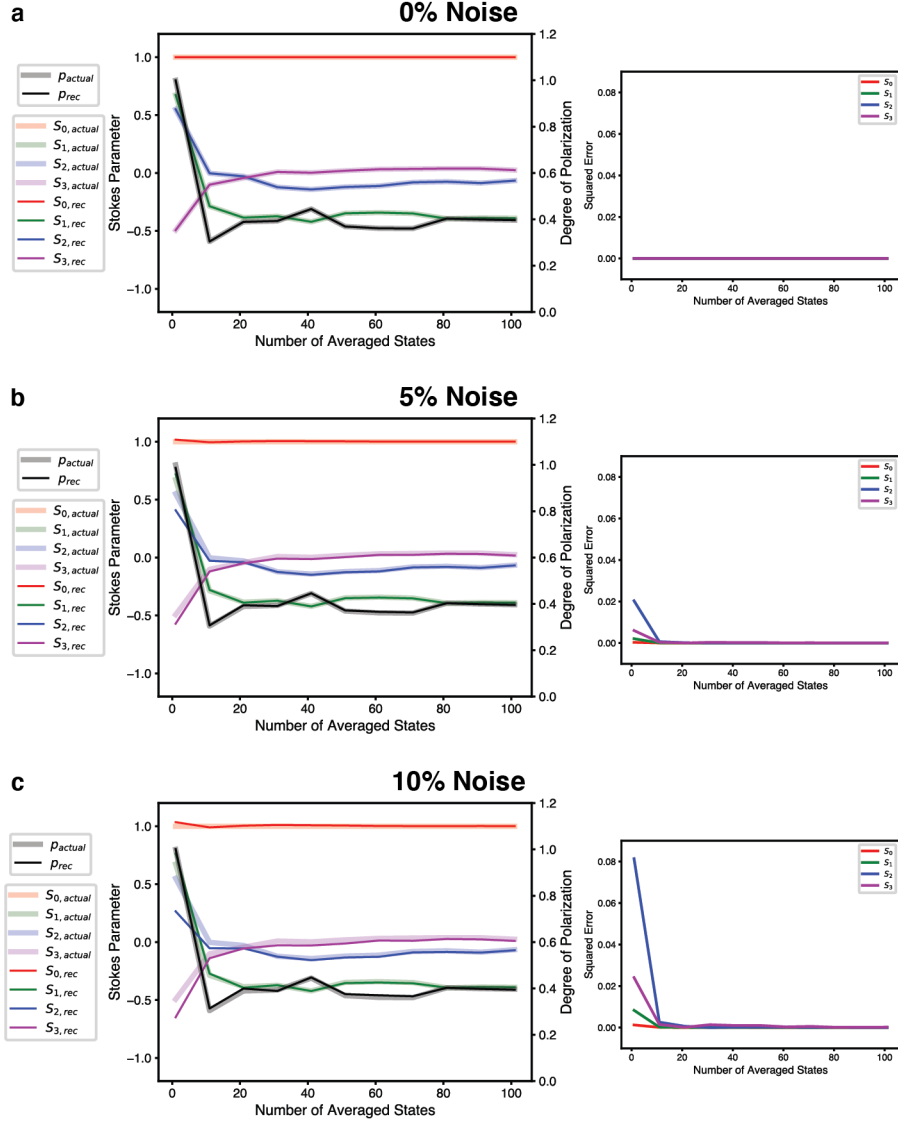 a
0% Noise
p_actual
p_rec
S_0, actual
S_1, actual
S_2, actual
S_3, actual
S_0, rec
S_1, rec
S_2, rec
S_3, rec
Stokes Parameter
1.0
0.5
0.0
−0.5
−1.0
0 20 40 60 80 100
Number of Averaged States
1.2
1.0
0.8
0.6
0.4
0.2
0.0
Degree of Polarization
Squared Error
0.08
0.06
0.04
0.02
0.00
S_0
S_1
S_2
S_3
0 20 40 60 80 100
Number of Averaged States
b
5% Noise
p_actual
p_rec
S_0, actual
S_1, actual
S_2, actual
S_3, actual
S_0, rec
S_1, rec
S_2, rec
S_3, rec
Stokes Parameter
1.0
0.5
0.0
−0.5
−1.0
0 20 40 60 80 100
Number of Averaged States
1.2
1.0
0.8
0.6
0.4
0.2
0.0
Degree of Polarization
Squared Error
0.08
0.06
0.04
0.02
0.00
S_0
S_1
S_2
S_3
0 20 40 60 80 100
Number of Averaged States
c
10% Noise
p_actual
p_rec
S_0, actual
S_1, actual
S_2, actual
S_3, actual
S_0, rec
S_1, rec
S_2, rec
S_3, rec
Stokes Parameter
1.0
0.5
0.0
−0.5
−1.0
0 20 40 60 80 100
Number of Averaged States
1.2
1.0
0.8
0.6
0.4
0.2
0.0
Degree of Polarization
Squared Error
0.08
0.06
0.04
0.02
0.00
S_0
S_1
S_2
S_3
0 20 40 60 80 100
Number of Averaged States